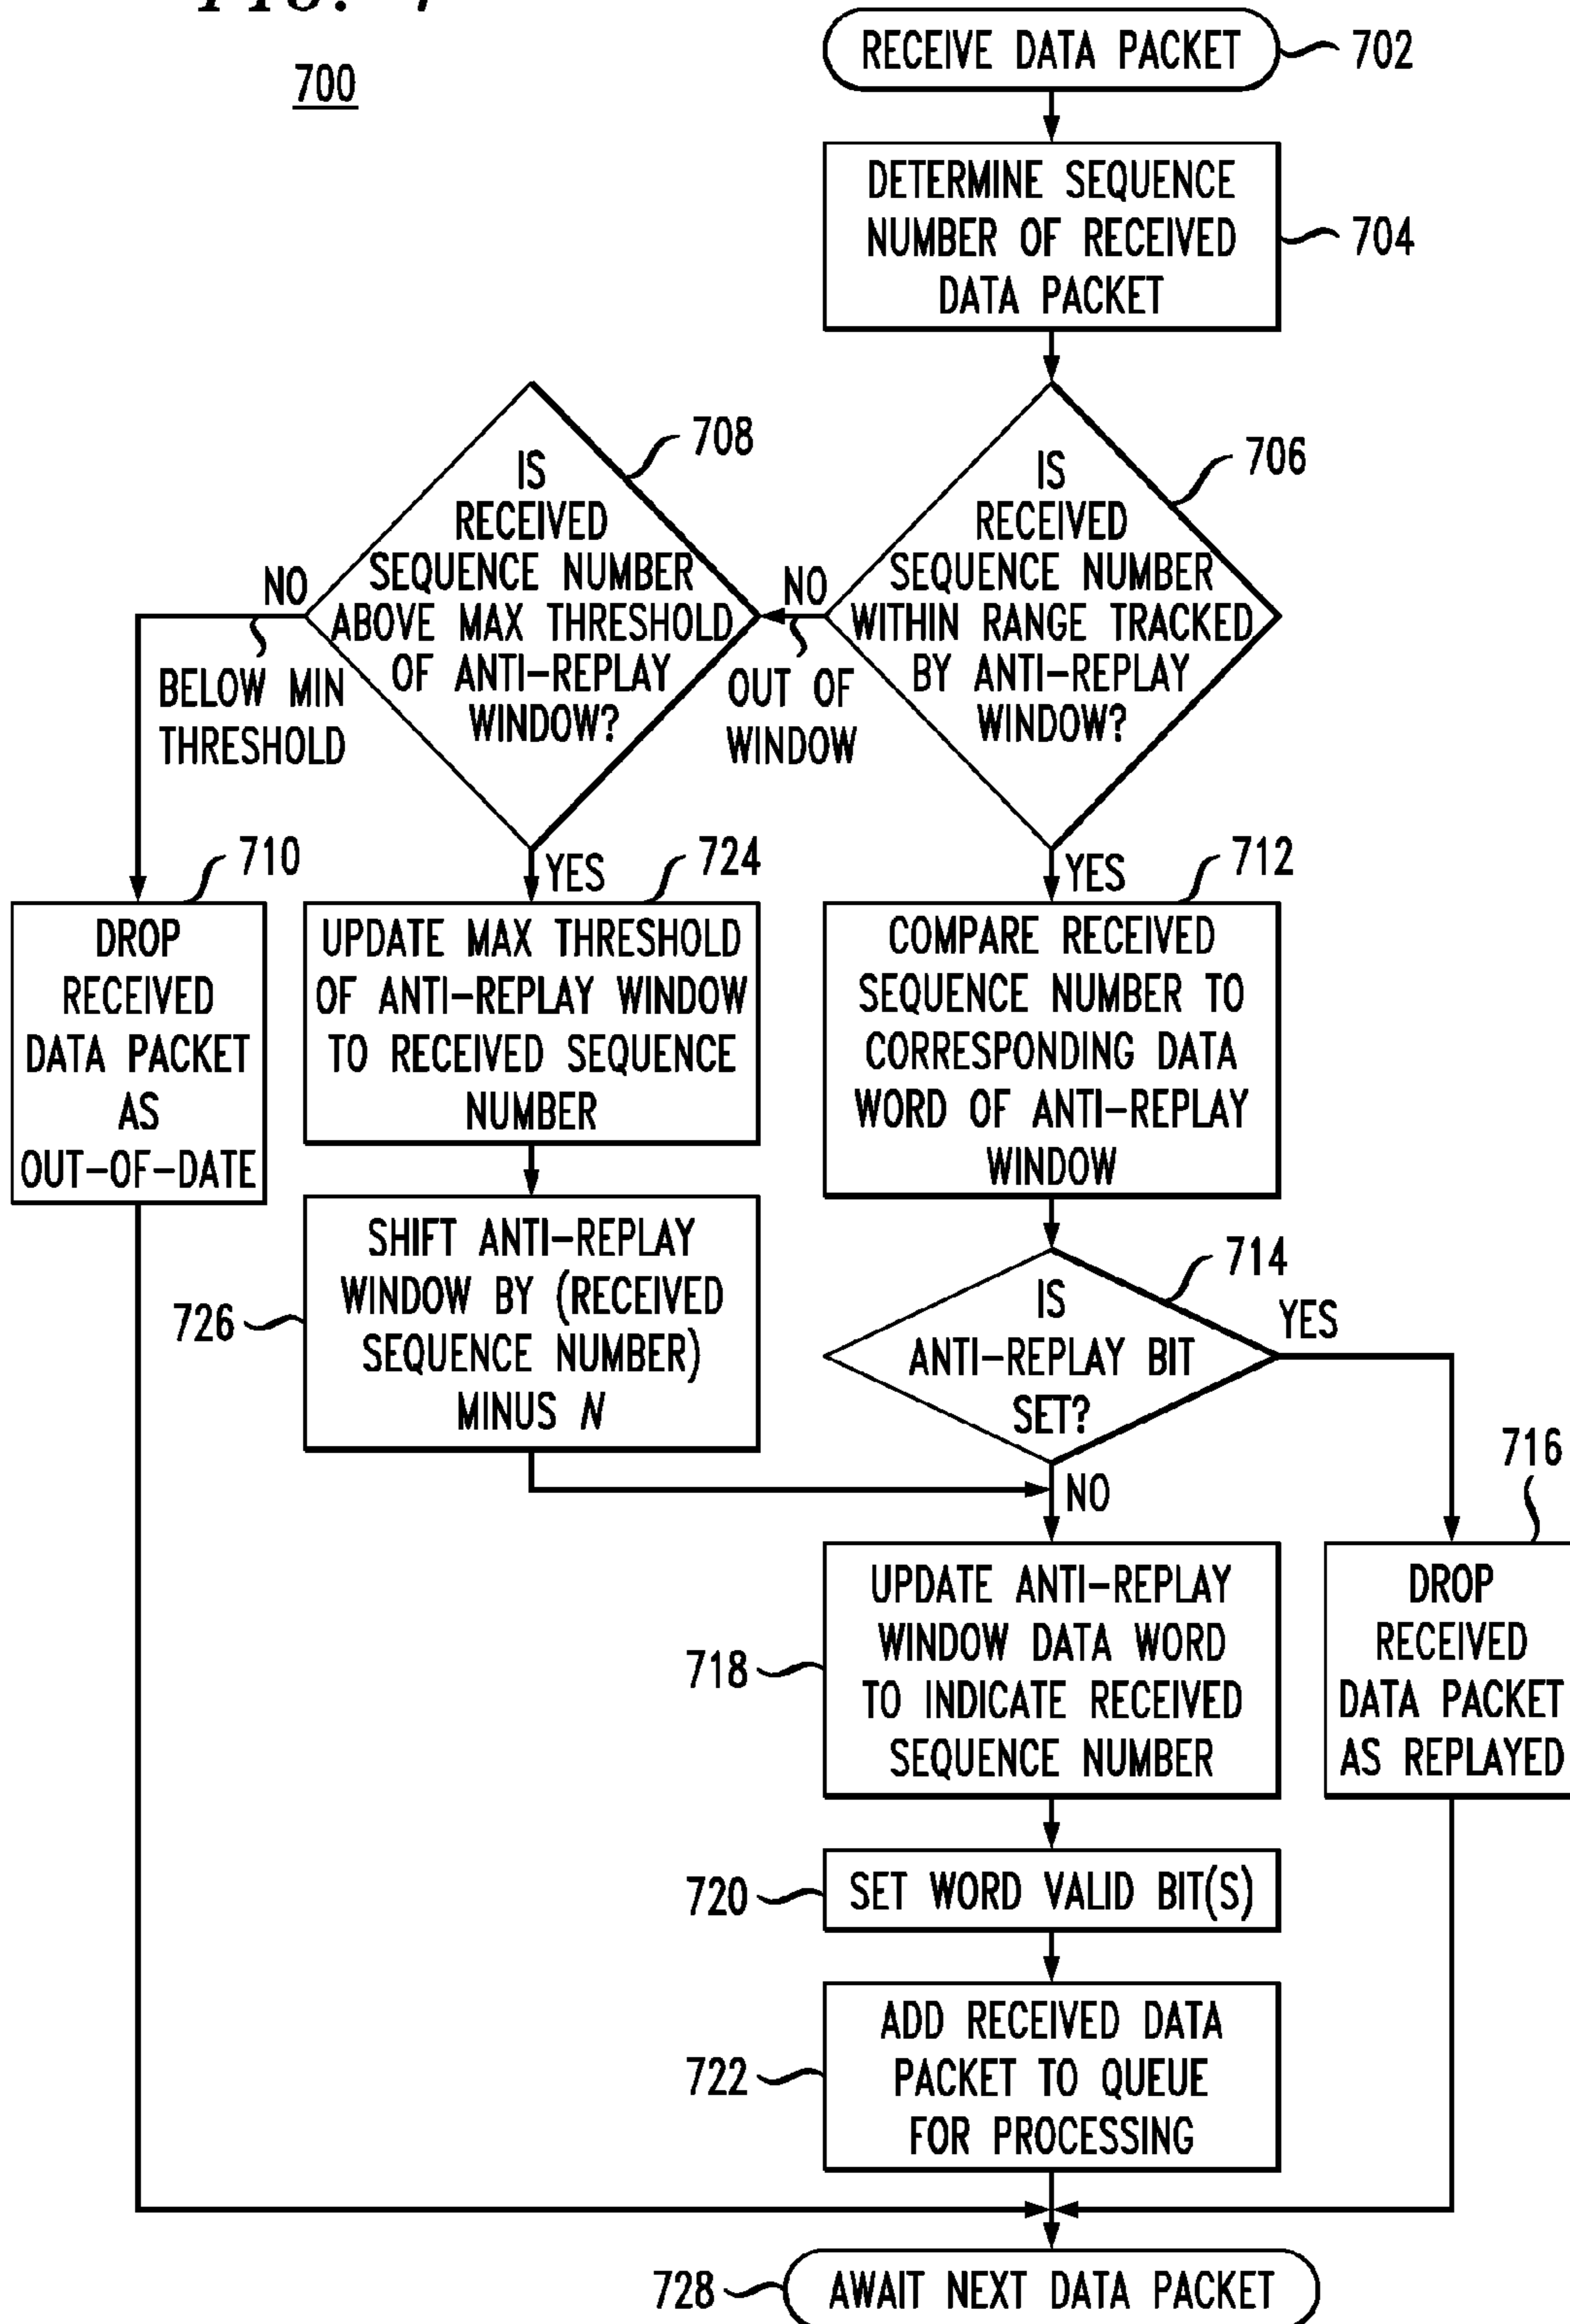 700
RECEIVE DATA PACKET
702
DETERMINE SEQUENCE
NUMBER OF RECEIVED
DATA PACKET
704
IS
RECEIVED
SEQUENCE NUMBER
WITHIN RANGE TRACKED
BY ANTI-REPLAY
WINDOW?
706
NO
OUT OF
WINDOW
IS
RECEIVED
SEQUENCE NUMBER
ABOVE MAX THRESHOLD
OF ANTI-REPLAY
WINDOW?
708
NO
BELOW MIN
THRESHOLD
710
DROP
RECEIVED
DATA PACKET
AS
OUT-OF-DATE
YES
724
UPDATE MAX THRESHOLD
OF ANTI-REPLAY WINDOW
TO RECEIVED SEQUENCE
NUMBER
SHIFT ANTI-REPLAY
WINDOW BY (RECEIVED
SEQUENCE NUMBER)
MINUS N
726
YES
712
COMPARE RECEIVED
SEQUENCE NUMBER TO
CORRESPONDING DATA
WORD OF ANTI-REPLAY
WINDOW
714
IS
ANTI-REPLAY BIT
SET?
YES
716
DROP
RECEIVED
DATA PACKET
AS REPLAYED
NO
UPDATE ANTI-REPLAY
WINDOW DATA WORD
TO INDICATE RECEIVED
SEQUENCE NUMBER
718
SET WORD VALID BIT(S)
720
ADD RECEIVED DATA
PACKET TO QUEUE
FOR PROCESSING
722
AWAIT NEXT DATA PACKET
728